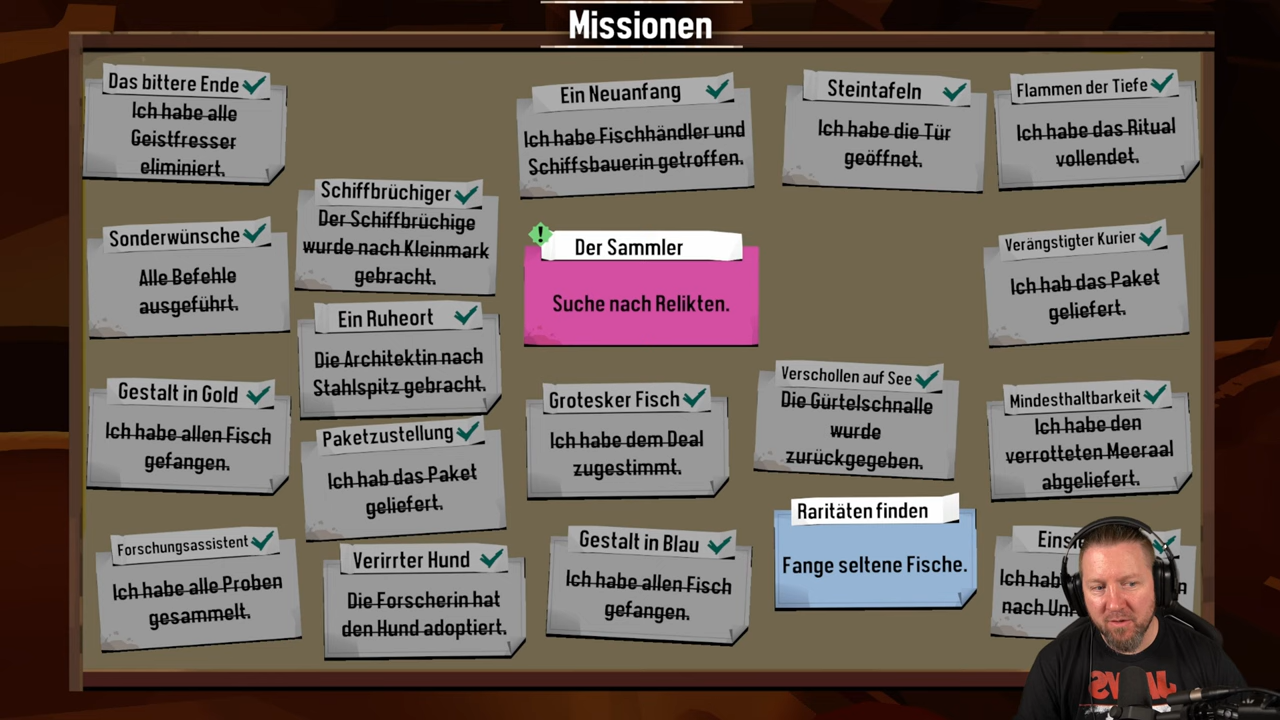 Missionen
Das bittere Ende
Ich habe alle
Geistfresser
eliminiert.
Ein Neuanfang
Ich habe Fischhändler und
Schiffsbauerin getroffen.
Steintafeln
Ich habe die Tür
geöffnet.
Flammen der Tiefe
Ich habe das Ritual
vollendet.
Schiffbrüchiger
Der Schiffbrüchige
wurde nach Kleinmark
gebracht.
Sonderwünsche
Alle Befehle
ausgeführt.
Der Sammler
Suche nach Relikten.
Verängstigter Kurier
Ich hab das Paket
geliefert.
Ein Ruheort
Die Architektin nach
Stahlspitz gebracht.
Gestalt in Gold
Ich habe allen Fisch
gefangen.
Grotesker Fisch
Ich habe dem Deal
zugestimmt.
Verschollen auf See
Die Gürtelschnalle
wurde
zurückgegeben.
Mindesthaltbarkeit
Ich habe den
verrotteten Meeraal
abgeliefert.
Paketzustellung
Ich hab das Paket
geliefert.
Raritäten finden
Fange seltene Fische.
Forschungsassistent
Ich habe alle Proben
gesammelt.
Verirrter Hund
Die Forscherin hat
den Hund adoptiert.
Gestalt in Blau
Ich habe allen Fisch
gefangen.
Ich
nach